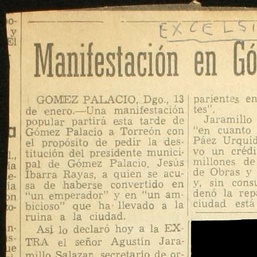 EXCELSI
Manifestación en Gó
GOMEZ PALACIO, Dgo., 13
de enero.—Una manifestación
popular partirá esta tarde de
Gómez Palacio a Torreón con
el propósito de pedir la des-
titución del presidente munici-
pal de Gómez Palacio, Jesús
Ibarra Rayas, a quien se acu-
sa de haberse convertido en
"un emperador" y en "un am-
bicioso" que ha llevado a la
ruina a la ciudad.
Así lo declaró hoy a la EX-
TRA el señor Agustín Jara-
millo Salazar, secretario de or-
parientes en
tes".
Jaramillo
"en cuanto
Páez Urquid
vo un crédi
millones de
de Obras y
y, sin consu
denó la repa
ciudad está